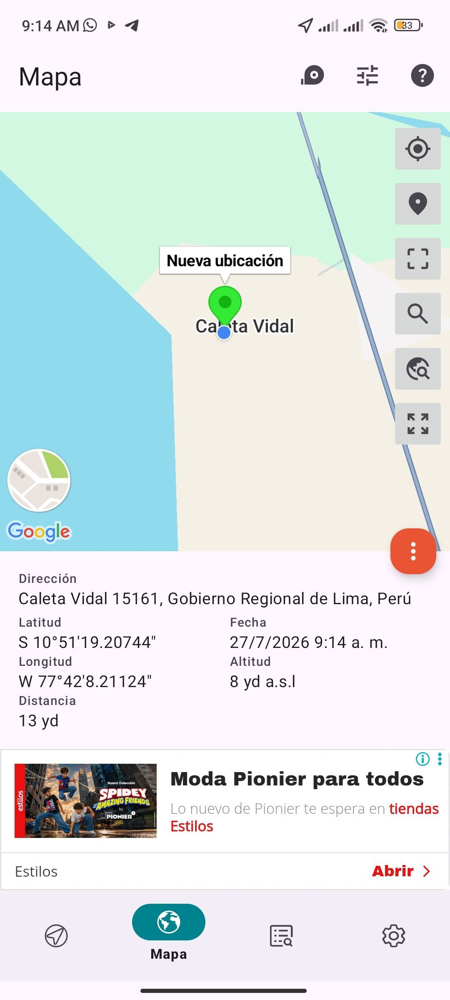 9:14 AM
33
Mapa
Nueva ubicación
Caleta Vidal
Google
Dirección
Caleta Vidal 15161, Gobierno Regional de Lima, Perú
Latitud
Fecha
S 10°51'19.20744"
27/7/2026 9:14 a. m.
Longitud
Altitud
W 77°42'8.21124"
8 yd a.s.l
Distancia
13 yd
estilos
Nueva Colección
SPIDEY
AMAZING FRIENDS
by
PIONIER
Moda Pionier para todos
Lo nuevo de Pionier te espera en tiendas
Estilos
Estilos
Abrir
Mapa